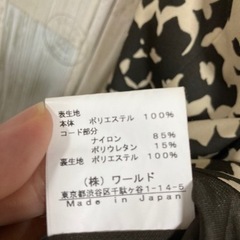 表生地
本体 ポリエステル 100%
コード部分
ナイロン 85%
ポリウレタン 15%
裏生地 ポリエステル 100%
(株) ワールド
東京都渋谷区千駄ヶ谷1-14-5
Made in Japan